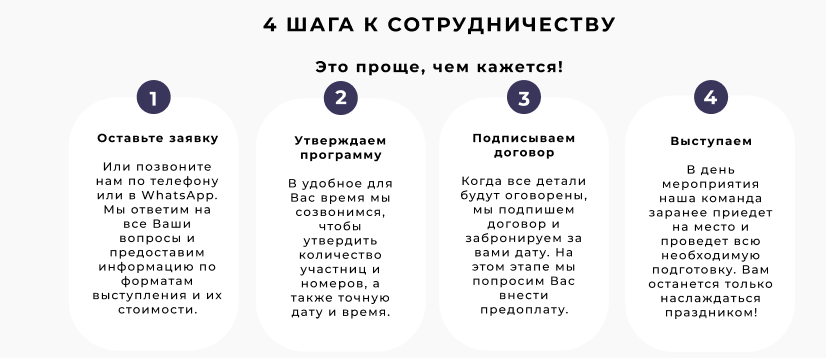 4 ШАГА К СОТРУДНИЧЕСТВУ
Это проще, чем кажется!
1
Оставьте заявку
Или позвоните
нам по телефону
или в WhatsApp.
Мы ответим на
все Ваши
вопросы и
предоставим
информацию по
форматам
выступления и их
стоимости.
2
Утверждаем
программу
В удобное для
Вас время мы
созвонимся,
чтобы
утвердить
количество
участниц и
номеров, а
также точную
дату и время.
3
Подписываем
договор
Когда все детали
будут оговорены,
мы подпишем
договор и
забронируем за
вами дату. На
этом этапе мы
попросим Вас
внести
предоплату.
4
Выступаем
В день
мероприятия
наша команда
заранее приедет
на место и
проведет всю
необходимую
подготовку. Вам
останется только
наслаждаться
праздником!